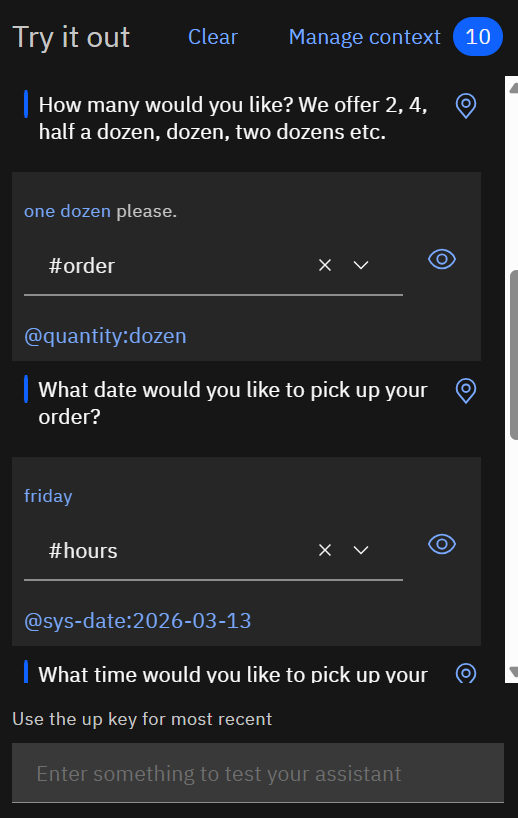 Try it out Clear Manage context 10
How many would you like? We offer 2, 4,
half a dozen, dozen, two dozens etc.
one dozen please.
#order
@quantity:dozen
What date would you like to pick up your
order?
friday
#hours
@sys-date:2026-03-13
What time would you like to pick up your
Use the up key for most recent
Enter something to test your assistant